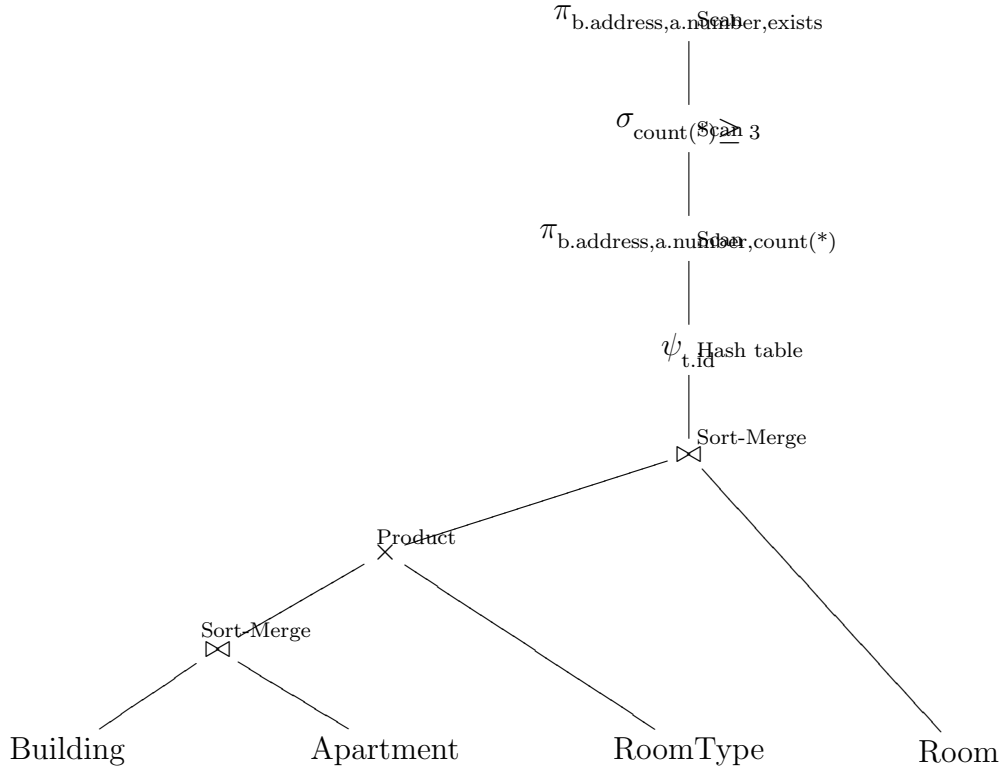 π b.address,a.number,exists Scan
σ count(*)≥3 Scan
π b.address,a.number,count(*) Scan
ψ t.id Hash table
⋈ Sort-Merge
× Product
⋈ Sort-Merge
Building Apartment RoomType Room